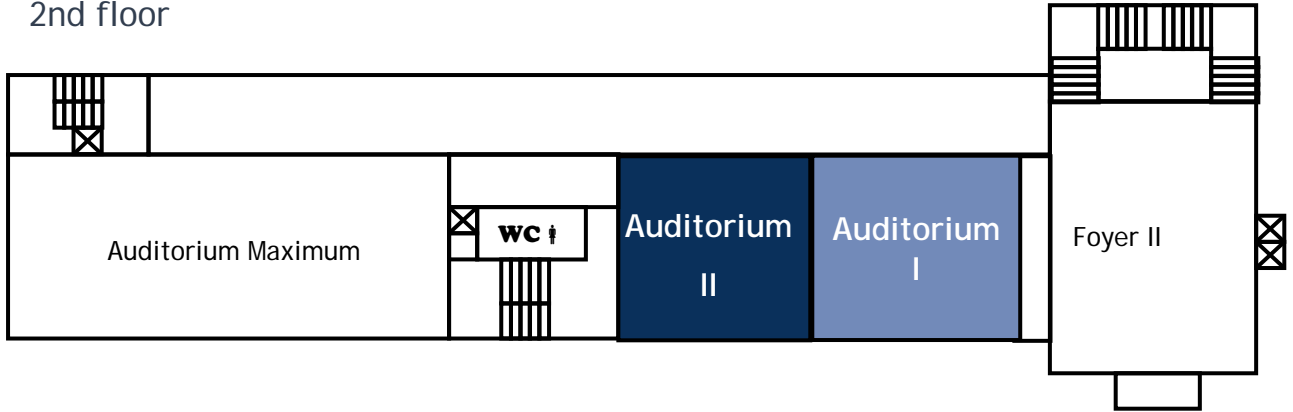 2nd floor
Auditorium Maximum
WC
Auditorium
II
Auditorium
I
Foyer II